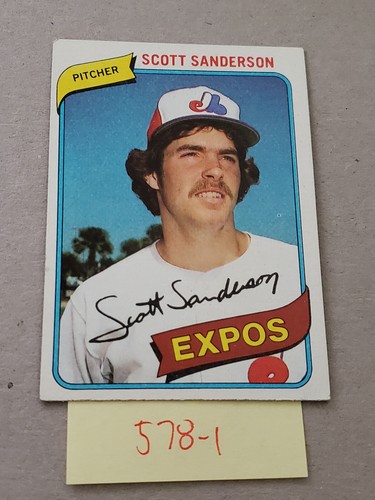 PITCHER
SCOTT SANDERSON
Scott Sanderson
EXPOS
578-1